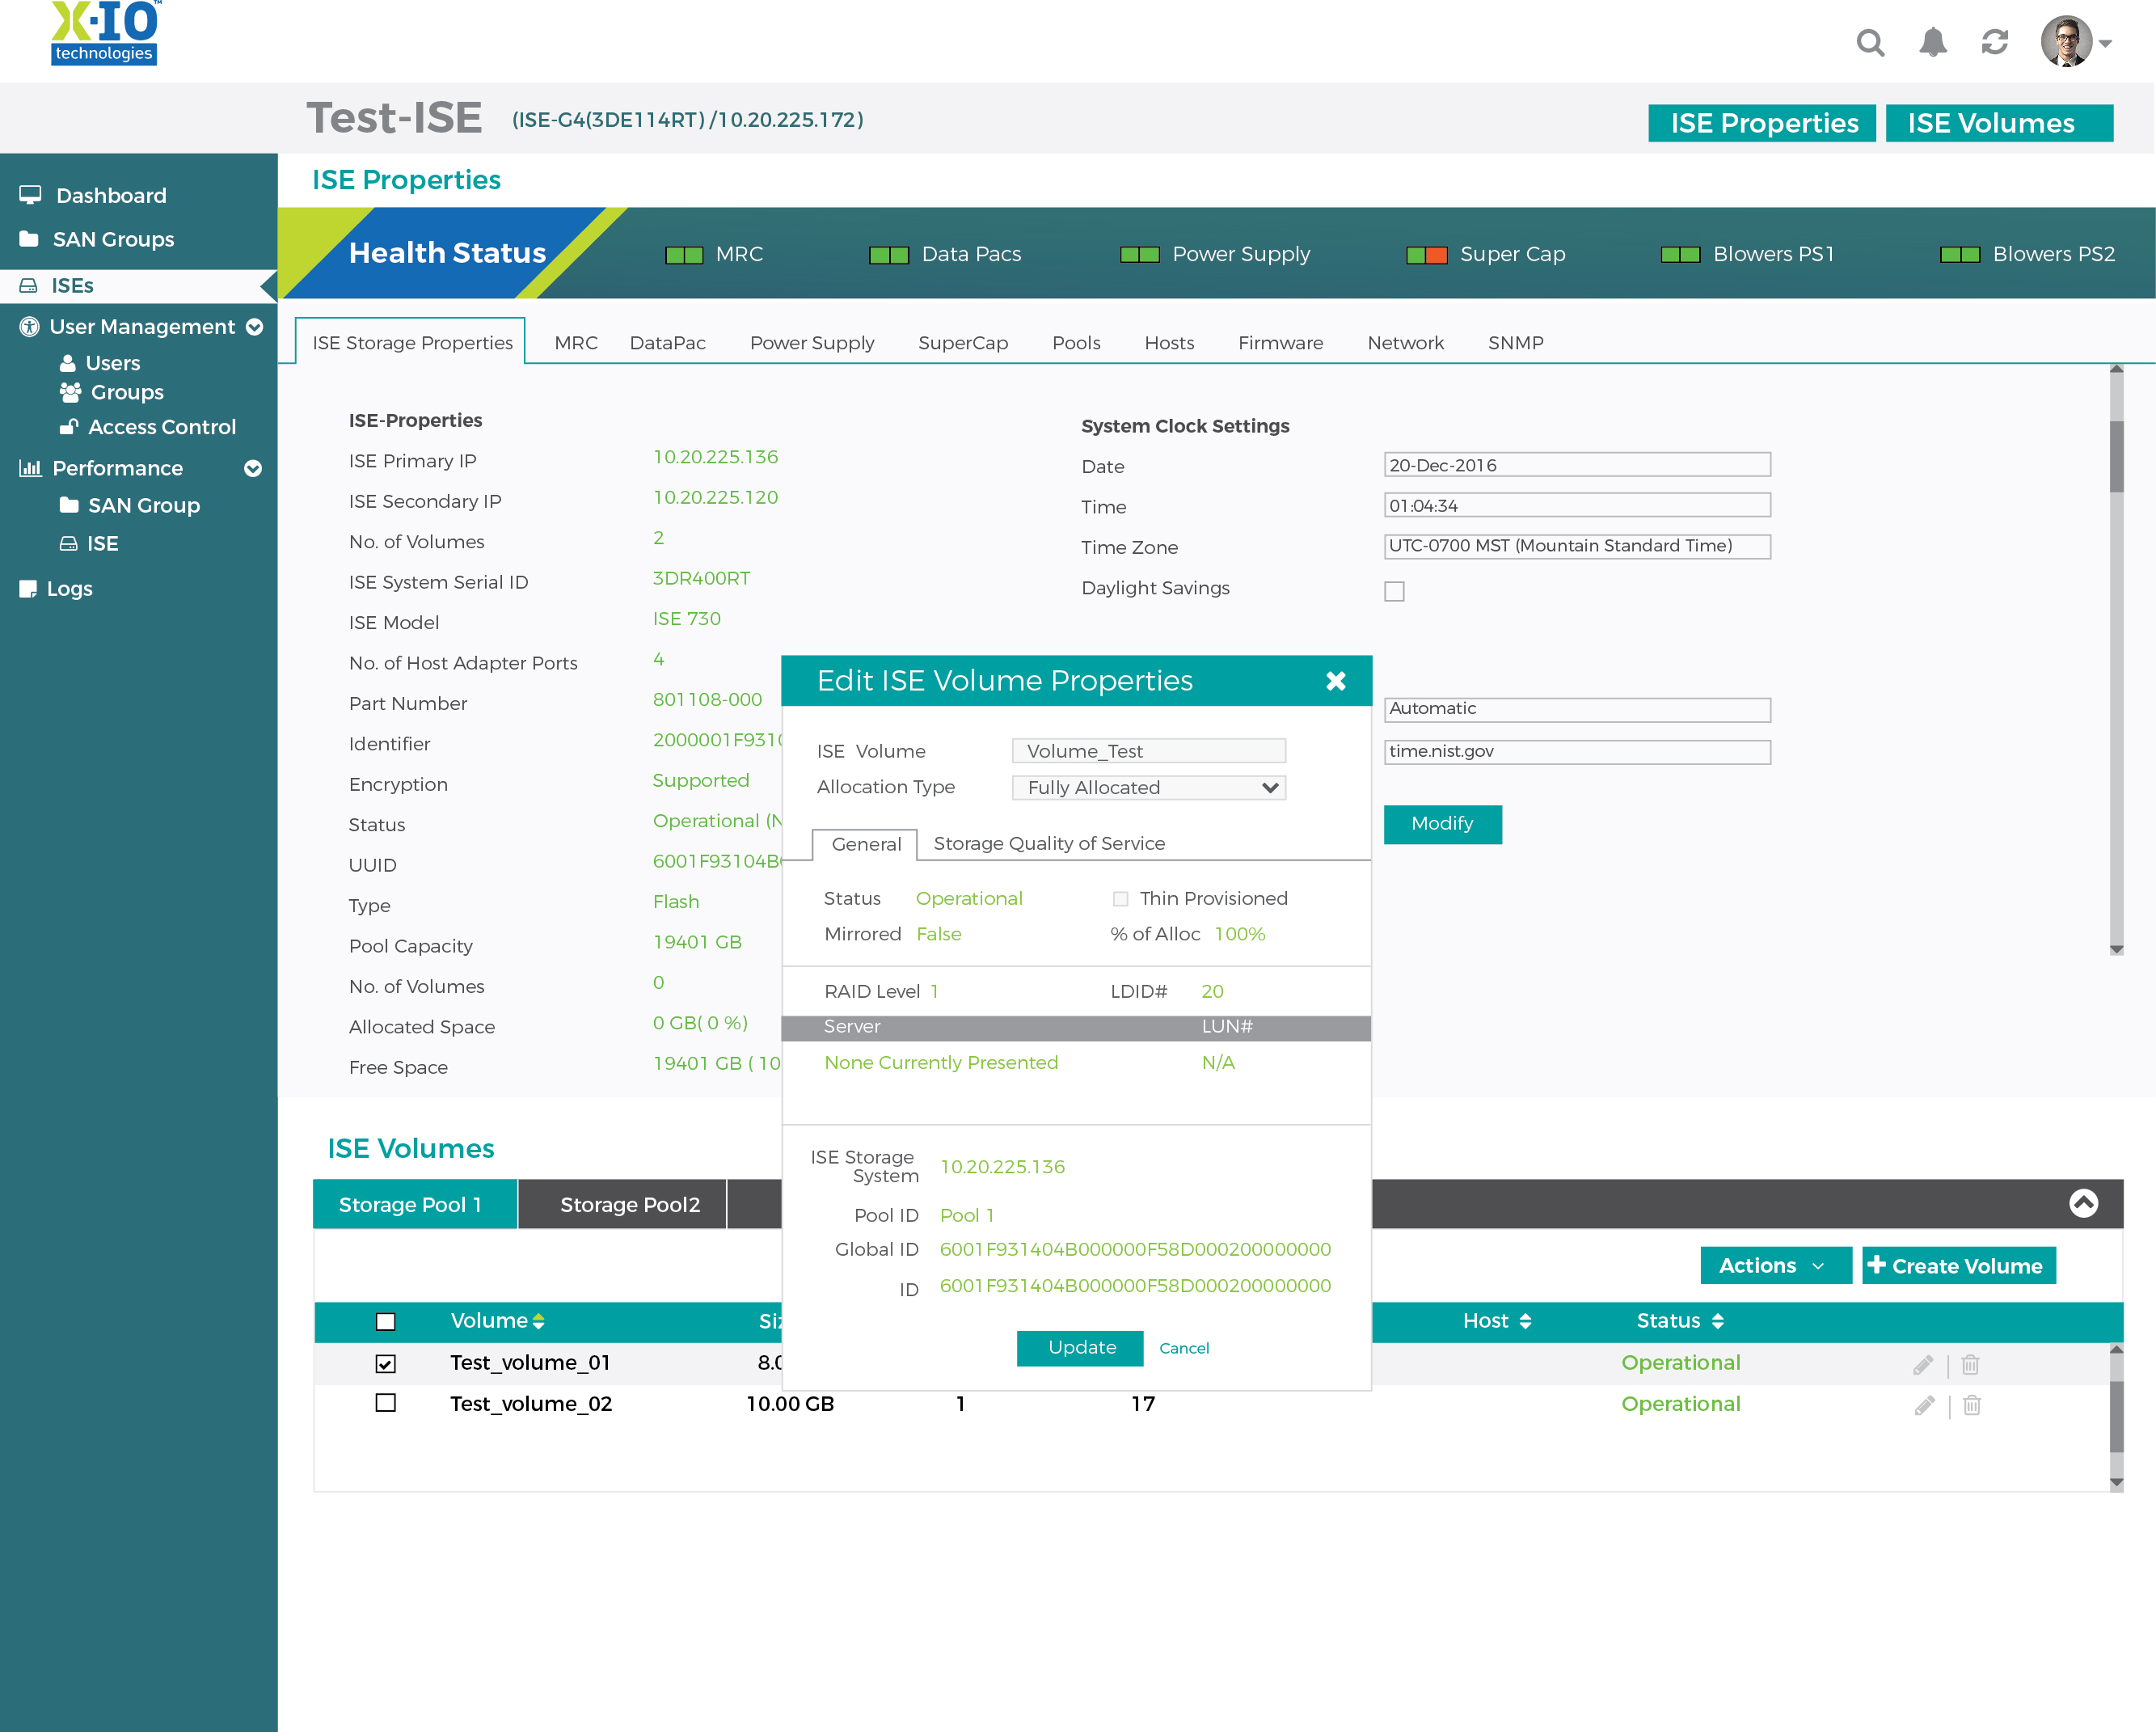 X-IO™
technologies
Test-ISE (ISE-G4(3DE114RT) /10.20.225.172)
ISE Properties
ISE Volumes
Dashboard
SAN Groups
ISEs
User Management
Users
Groups
Access Control
Performance
SAN Group
ISE
Logs
ISE Properties
Health Status
MRC
Data Pacs
Power Supply
Super Cap
Blowers PS1
Blowers PS2
ISE Storage Properties MRC DataPac Power Supply SuperCap Pools Hosts Firmware Network SNMP
ISE-Properties
ISE Primary IP 10.20.225.136
ISE Secondary IP 10.20.225.120
No. of Volumes 2
ISE System Serial ID 3DR400RT
ISE Model ISE 730
No. of Host Adapter Ports 4
Part Number 801108-000
Identifier 2000001F931
Encryption Supported
Status Operational (N
UUID 6001F93104B
Type Flash
Pool Capacity 19401 GB
No. of Volumes 0
Allocated Space 0 GB( 0 %)
Free Space 19401 GB ( 10
System Clock Settings
Date 20-Dec-2016
Time 01:04:34
Time Zone UTC-0700 MST (Mountain Standard Time)
Daylight Savings
Automatic
time.nist.gov
Modify
Edit ISE Volume Properties
ISE Volume Volume_Test
Allocation Type Fully Allocated
General Storage Quality of Service
Status Operational Thin Provisioned
Mirrored False % of Alloc 100%
RAID Level 1 LDID# 20
Server LUN#
None Currently Presented N/A
ISE Storage
System 10.20.225.136
Pool ID Pool 1
Global ID 6001F931404B000000F58D000200000000
ID 6001F931404B000000F58D000200000000
Update Cancel
ISE Volumes
Storage Pool 1 Storage Pool2
Actions + Create Volume
Volume Siz Host Status
Test_volume_01 8.0 Operational
Test_volume_02 10.00 GB 1 17 Operational